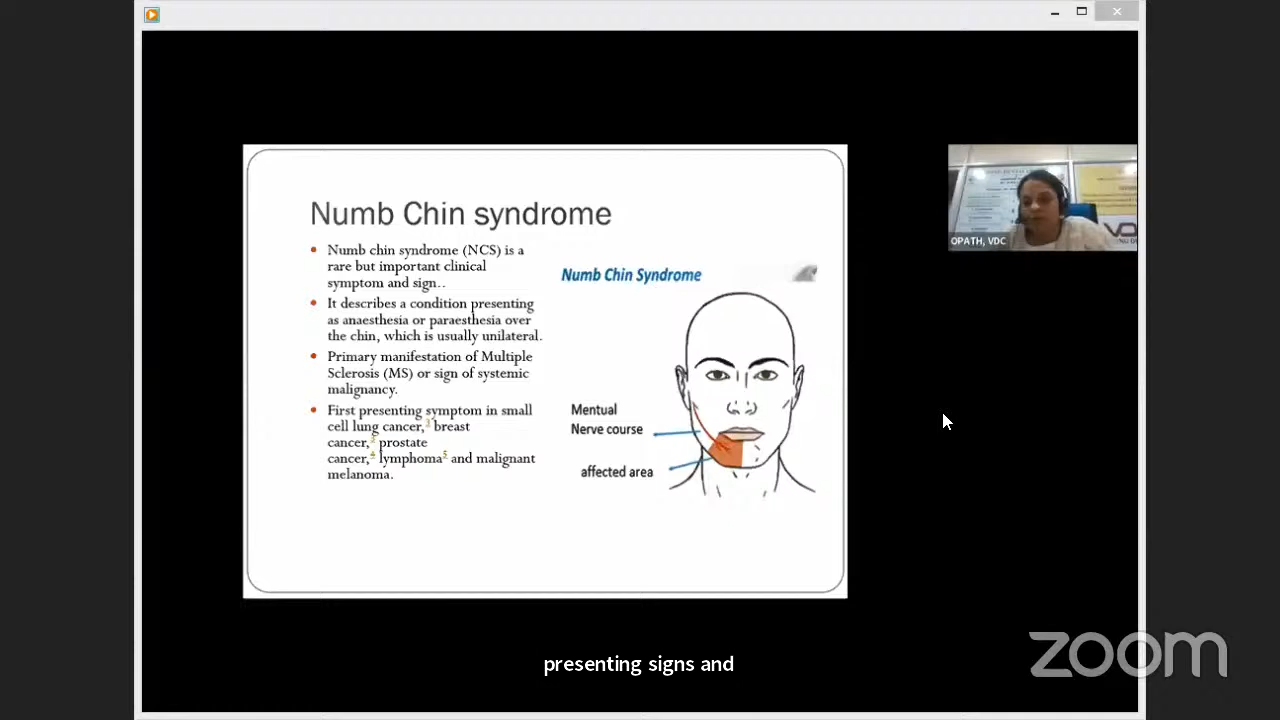 Numb Chin syndrome
Numb chin syndrome (NCS) is a
rare but important clinical
symptom and sign..
It describes a condition presenting
as anaesthesia or paraesthesia over
the chin, which is usually unilateral.
Primary manifestation of Multiple
Sclerosis (MS) or sign of systemic
malignancy.
First presenting symptom in small
cell lung cancer, breast
cancer, prostate
cancer,4 lymphoma5 and malignant
melanoma.
Numb Chin Syndrome
Mentual
Nerve course
affected area
OPATH, VDC
presenting signs and
zoom